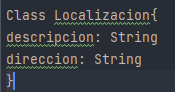 Class Localizacion{
descripcion: String
direccion: String
}